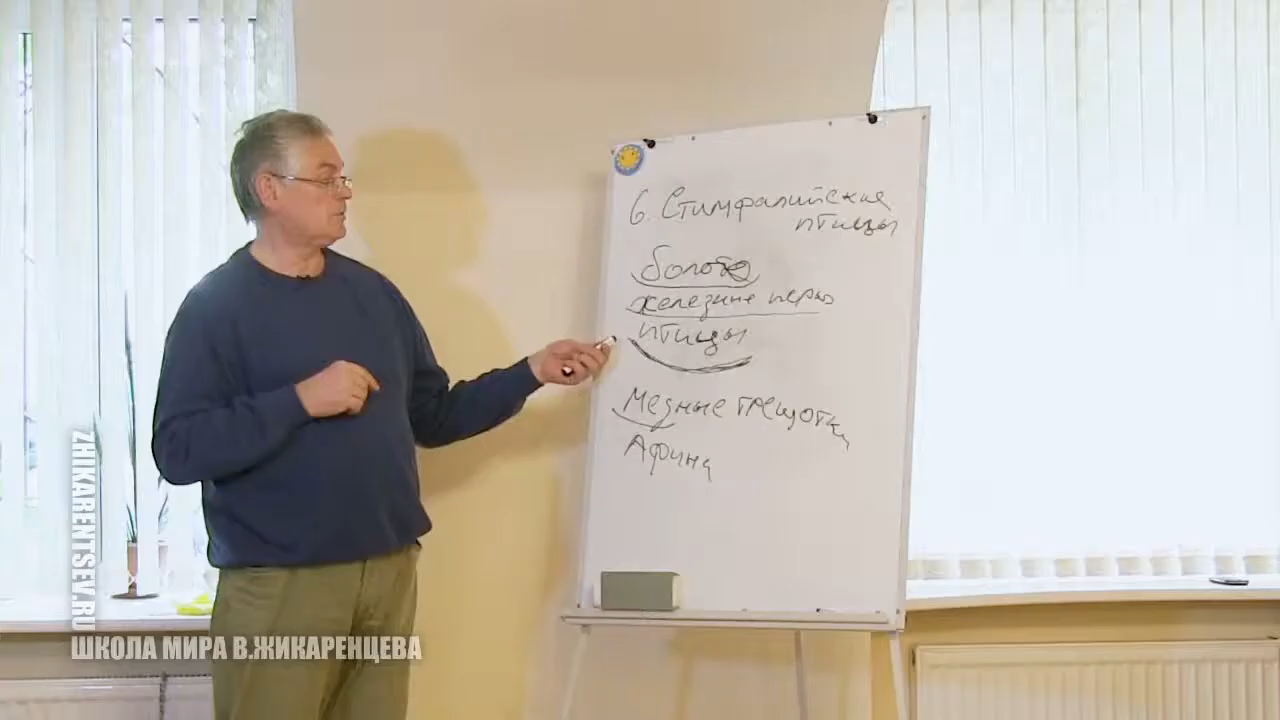 6. Стимфалийские
птицы
болото
железные перья
птицы
Медные трещотки
Афина
ZHIKARENTSEV.RU
ШКОЛА МИРА В.ЖИКАРЕНЦЕВА